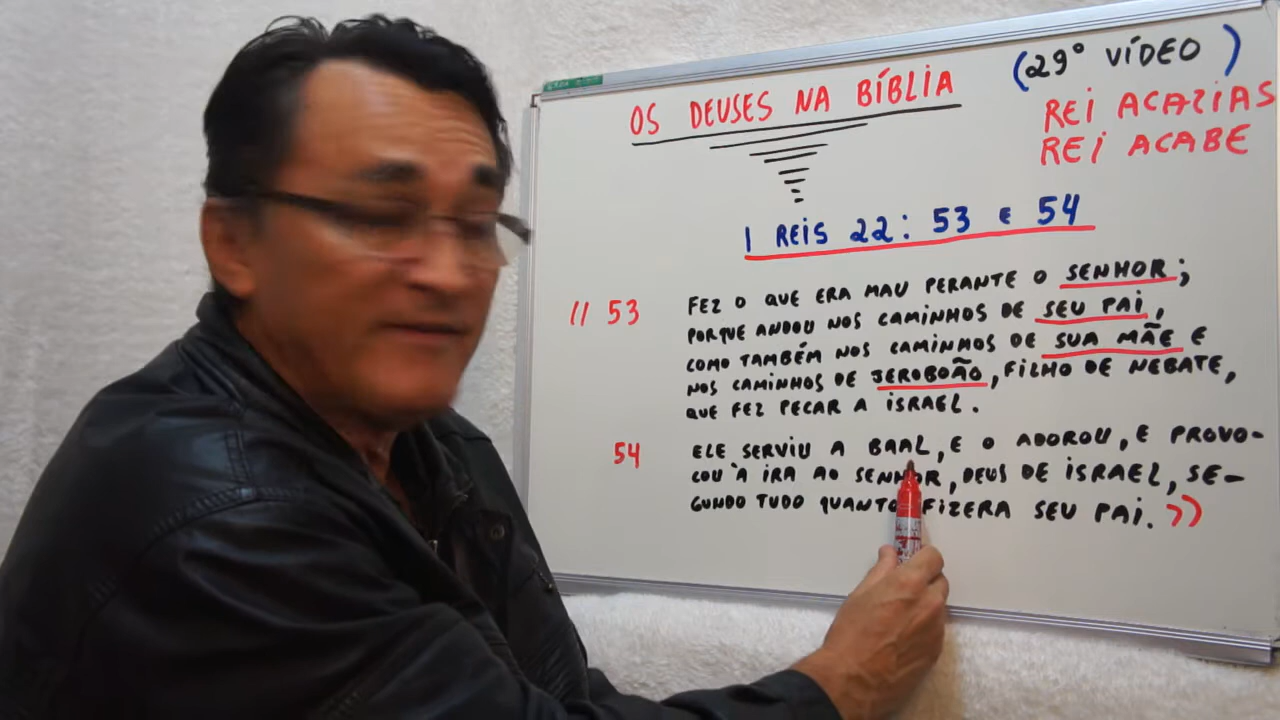 OS DEUSES NA BÍBLIA
(29° VÍDEO)
REI ACAZIAS
REI ACABE
1 REIS 22: 53 E 54
// 53 FEZ O QUE ERA MAU PERANTE O SENHOR;
PORQUE ANDOU NOS CAMINHOS DE SEU PAI,
COMO TAMBÉM NOS CAMINHOS DE SUA MÃE E
NOS CAMINHOS DE JEROBOÃO, FILHO DE NEBATE,
QUE FEZ PECAR A ISRAEL.
54 ELE SERVIU A BAAL, E O ADOROU, E PROVO-
COU À IRA AO SENHOR, DEUS DE ISRAEL, SE-
GUNDO TUDO QUANTO FIZERA SEU PAI. >>